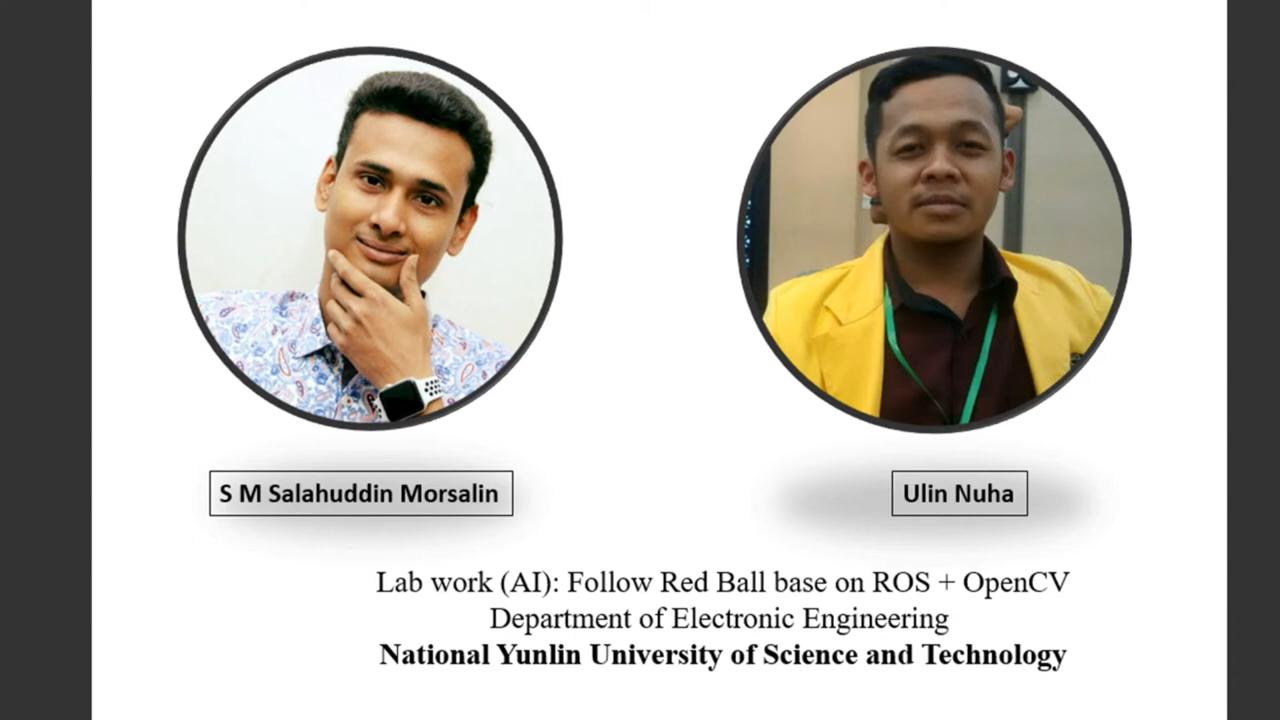 S M Salahuddin Morsalin
Ulin Nuha
Lab work (AI): Follow Red Ball base on ROS + OpenCV
Department of Electronic Engineering
National Yunlin University of Science and Technology